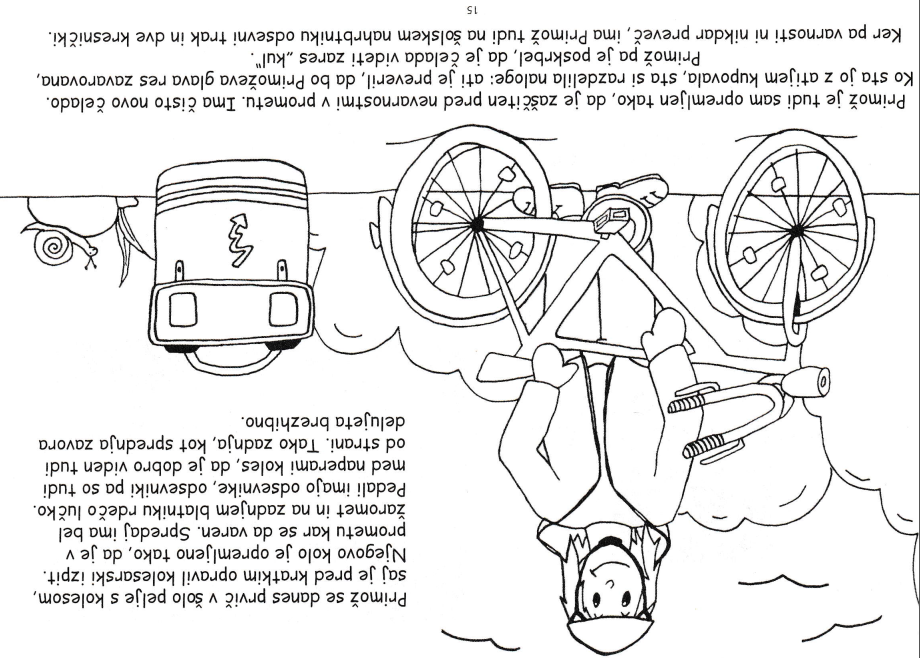 Primož se danes prvič v šolo pelje s kolesom,
saj je pred kratkim opravil kolesarski izpit.
Njegovo kolo je opremljeno tako, da je v
prometu kar se da varen. Spredaj ima bel
žaromet in na zadnjem blatniku rdečo lučko.
Pedali imajo odsevnike, odsevniki pa so tudi
med naperami koles, da je dobro viden tudi
od strani. Tako zadnja, kot sprednja zavora
delujeta brezhibno.
Primož je tudi sam opremljen tako, da je zaščiten pred nevarnostmi v prometu. Ima čisto novo čelado.
Ko sta jo z atijem kupovala, sta si razdelila naloge: ati je preveril, da bo Primoževa glava res zavarovana,
Primož pa je poskrbel, da je čelada videti zares „kul".
Ker pa varnosti ni nikdar preveč, ima Primož tudi na šolskem nahrbtniku odsevni trak in dve kresnički.
15